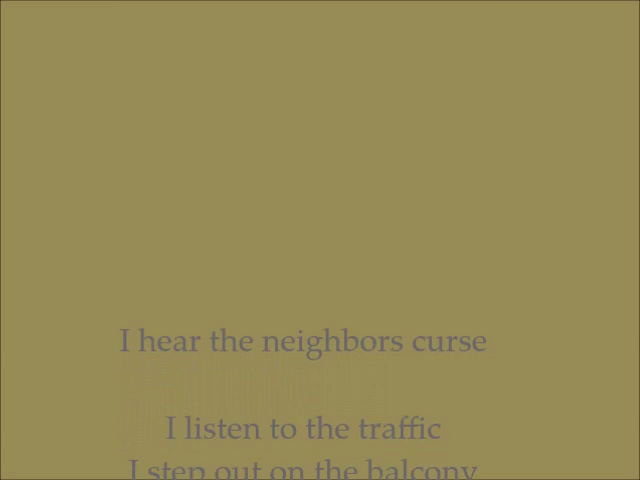 I hear the neighbors curse
I listen to the traffic
I step out on the balcony